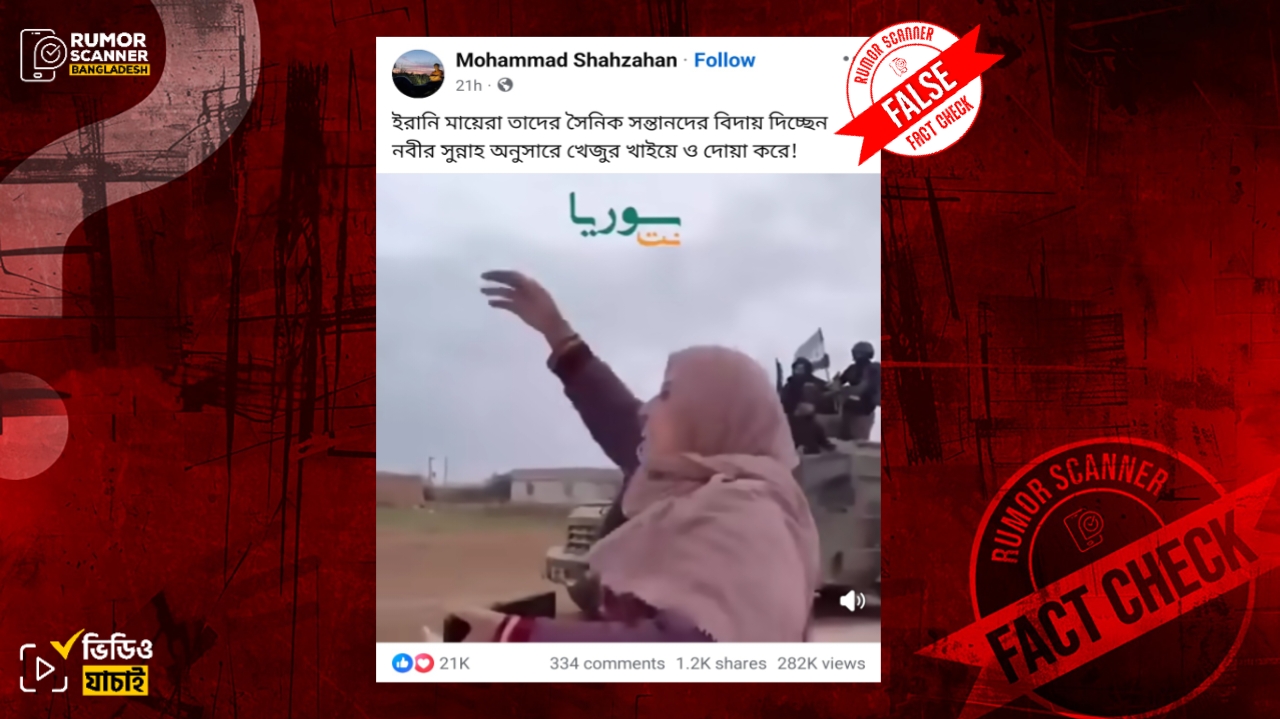 RUMOR
SCANNER
BANGLADESH
Mohammad Shahzahan · Follow
21h ·
ইরানি মায়েরা তাদের সৈনিক সন্তানদের বিদায় দিচ্ছেন
নবীর সুন্নাহ অনুসারে খেজুর খাইয়ে ও দোয়া করে!
RUMOR SCANNER
FALSE
FACT CHECK
سوريا
نت
21K
334 comments 1.2K shares 282K views
ভিডিও
যাচাই
RUMOR SCANNER
FACT CHECK